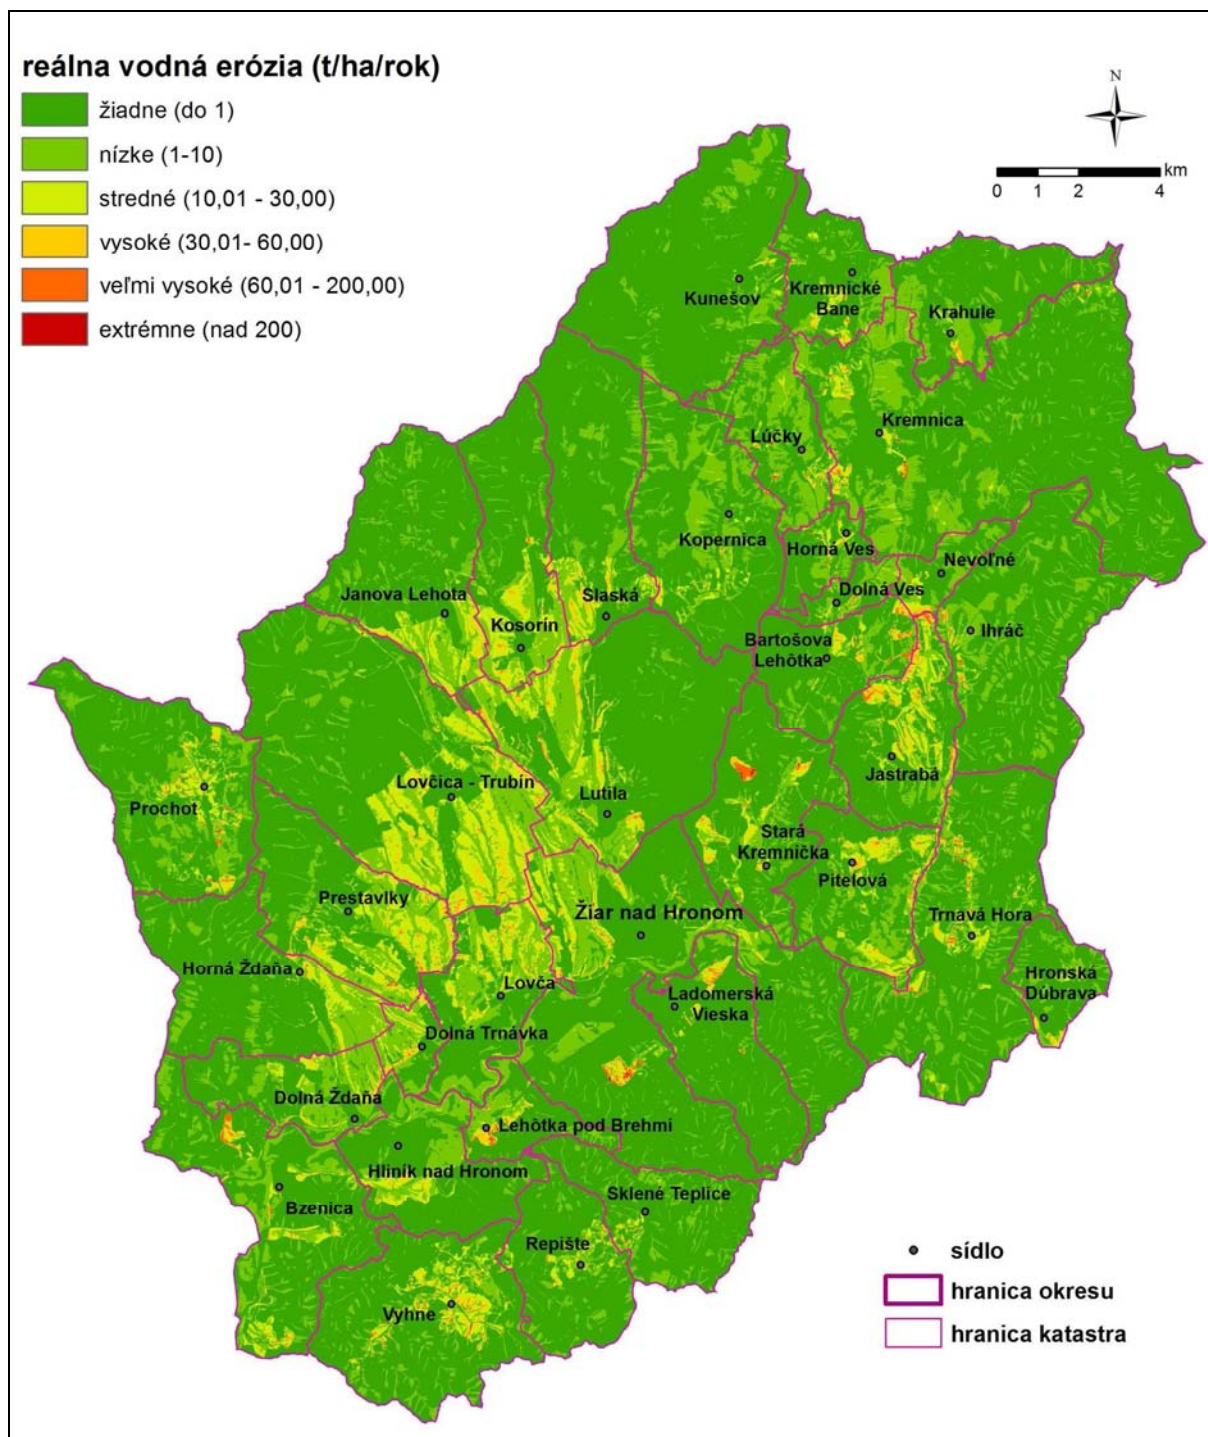 reálna vodná erózia (t/ha/rok)
žiadne (do 1)
nízke (1-10)
stredné (10,01 - 30,00)
vysoké (30,01- 60,00)
veľmi vysoké (60,01 - 200,00)
extrémne (nad 200)
N
km
0 1 2 4
Kunešov
Kremnické
Bane
Krahule
Lúčky
Kremnica
Kopernica
Horná Ves
Nevoľné
Dolná Ves
Janova Lehota
Slaská
Kosorín
Ihráč
Bartošova
Lehôtka
Jastrabá
Prochot
Lovčica - Trubín
Lutila
Stará
Kremnička
Pitelová
Prestavlky
Žiar nad Hronom
Trnavá Hora
Horná Ždaňa
Lovča
Ladomerská
Vieska
Hronská
Dúbrava
Dolná Trnávka
Dolná Ždaňa
Lehôtka pod Brehmi
Hliník nad Hronom
Bzenica
Sklené Teplice
Repište
Vyhne
sídlo
hranica okresu
hranica katastra